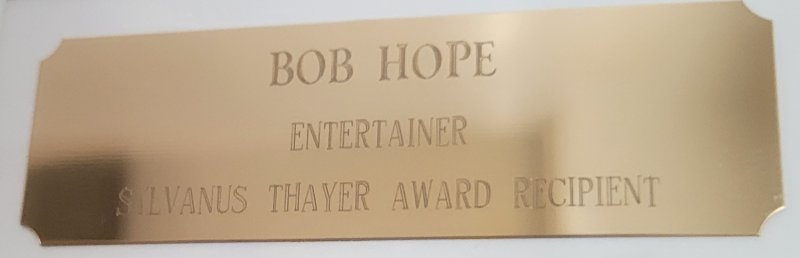 BOB HOPE
ENTERTAINER
SYLVANUS THAYER AWARD RECIPIENT